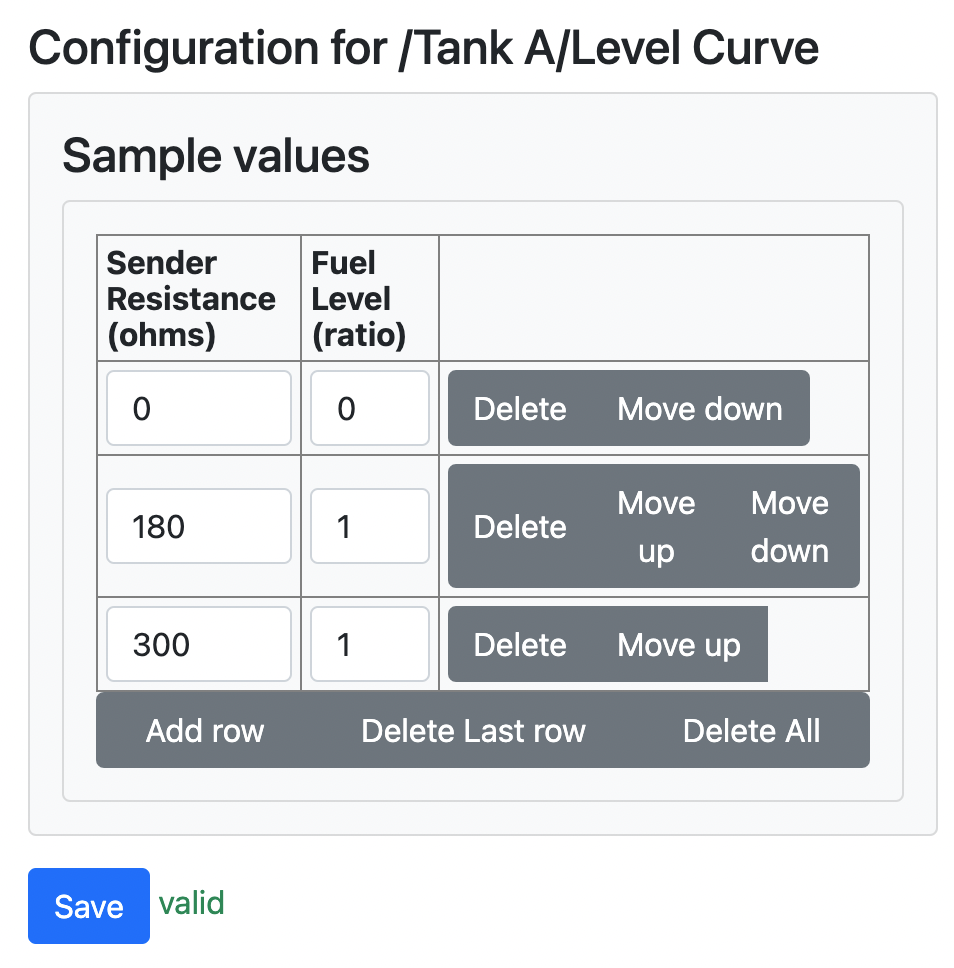 Configuration for /Tank A/Level Curve
Sample values
Sender Resistance (ohms) Fuel Level (ratio)
0 0 Delete Move down
180 1 Delete Move up Move down
300 1 Delete Move up
Add row Delete Last row Delete All
Save valid